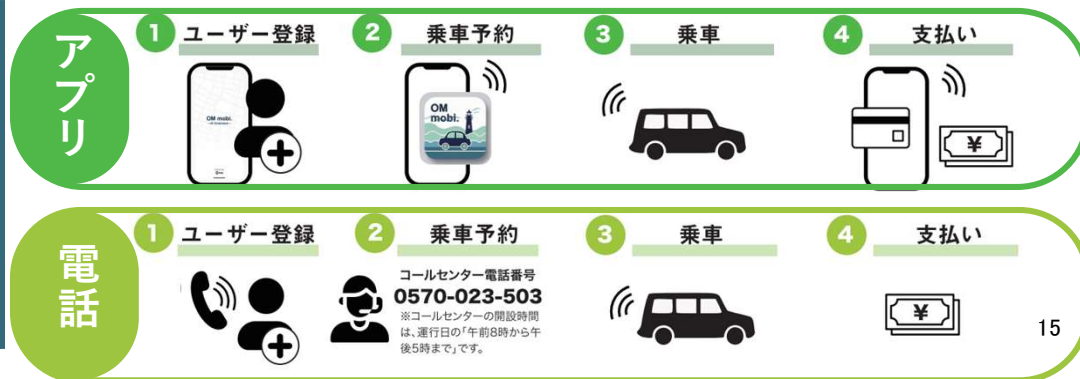 アプリ
1 ユーザー登録
2 乗車予約
3 乗車
4 支払い
OM mobi.
OM
mobi.
¥
電話
1 ユーザー登録
2 乗車予約
3 乗車
4 支払い
コールセンター電話番号
0570-023-503
※コールセンターの開設時間
は、運行日の「午前8時から午
後5時まで」です。
¥
15